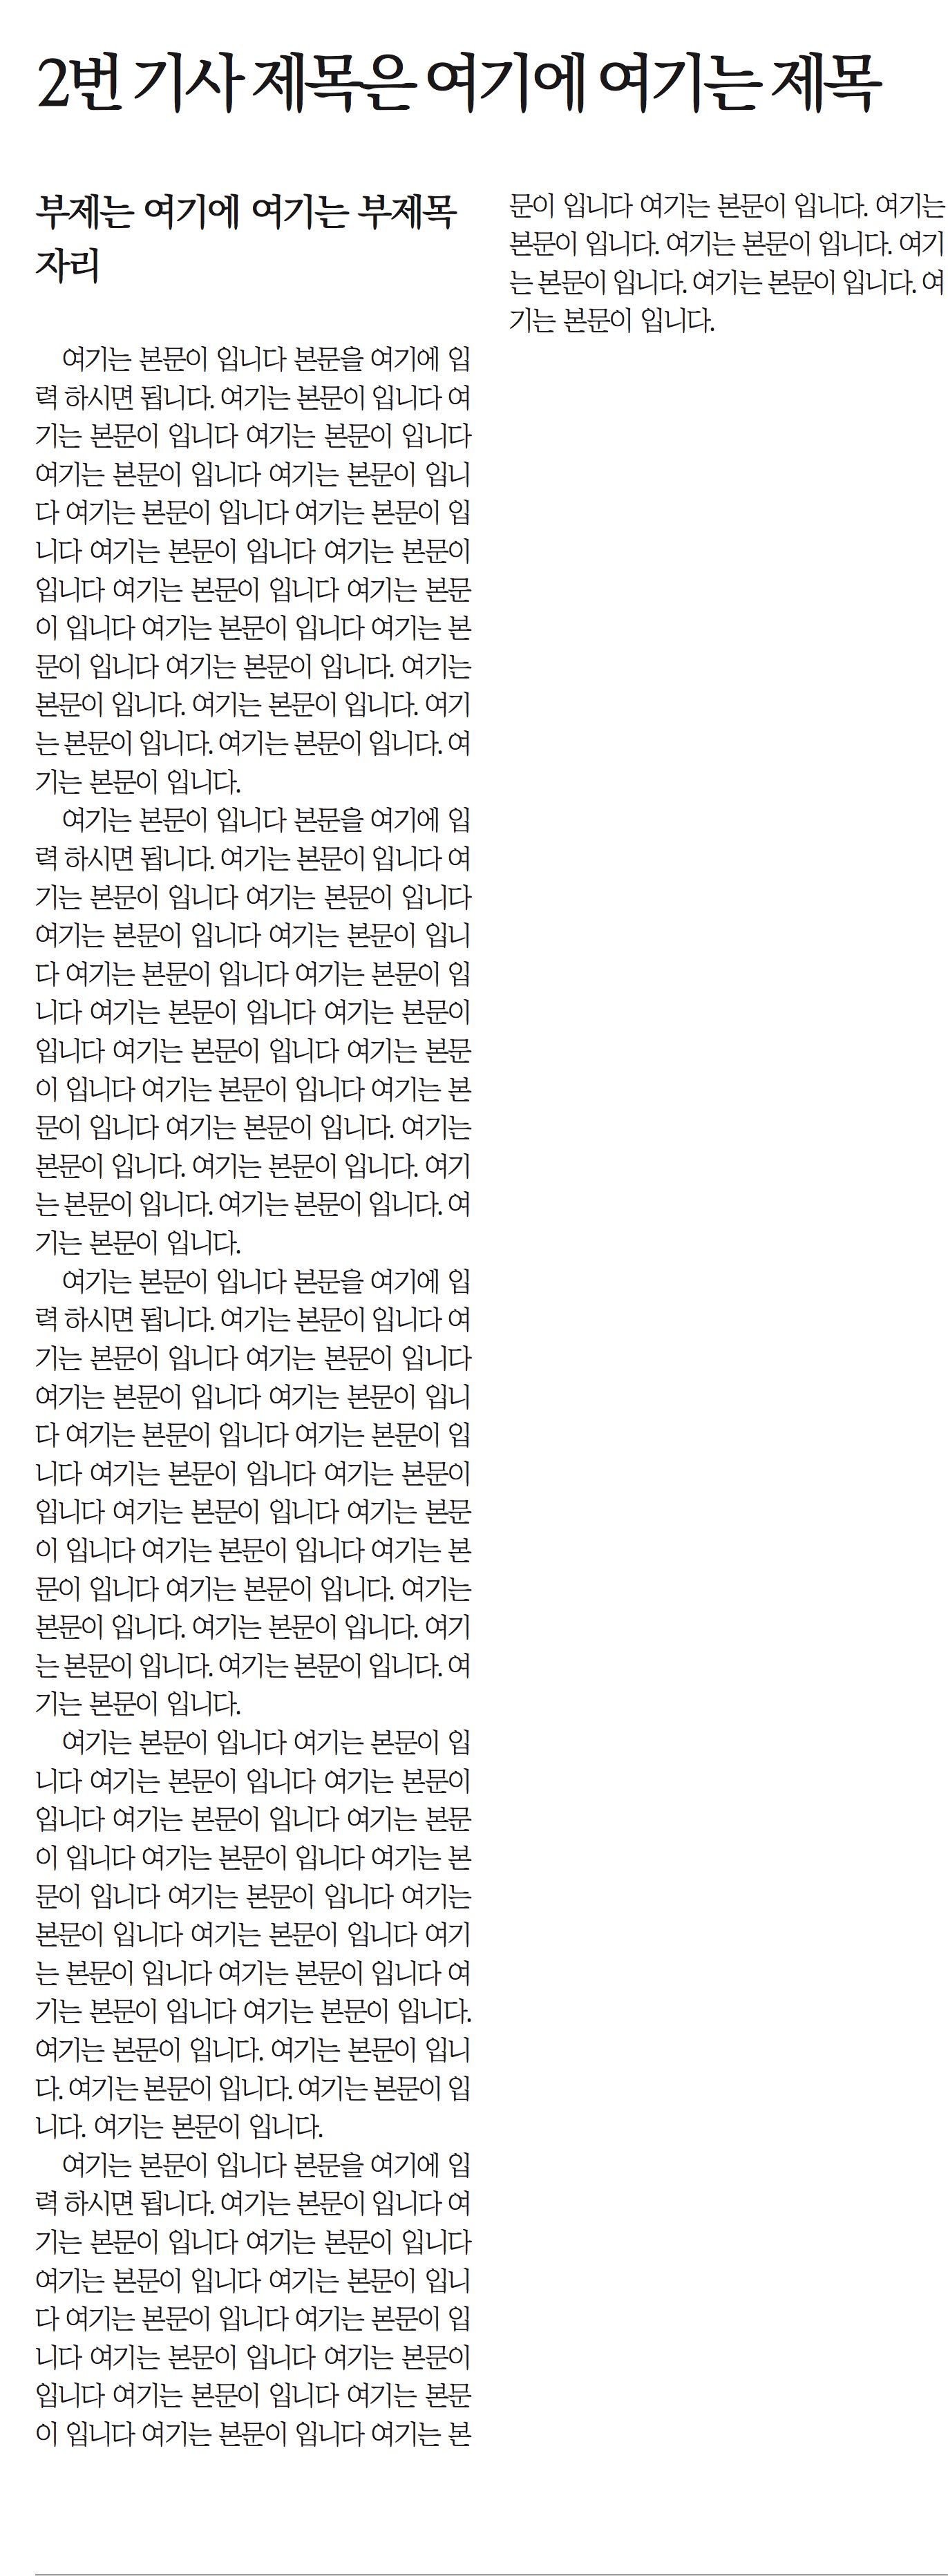 2번 기사 제목은 여기에 여기는 제목
부제는 여기에 여기는 부제목
자리
여기는 본문이 입니다 본문을 여기에 입
력 하시면 됩니다. 여기는 본문이 입니다 여
기는 본문이 입니다 여기는 본문이 입니다
여기는 본문이 입니다 여기는 본문이 입니
다 여기는 본문이 입니다 여기는 본문이 입
니다 여기는 본문이 입니다 여기는 본문이
입니다 여기는 본문이 입니다 여기는 본문
이 입니다 여기는 본문이 입니다 여기는 본
문이 입니다 여기는 본문이 입니다. 여기는
본문이 입니다. 여기는 본문이 입니다. 여기
는 본문이 입니다. 여기는 본문이 입니다. 여
기는 본문이 입니다.
여기는 본문이 입니다 본문을 여기에 입
력 하시면 됩니다. 여기는 본문이 입니다 여
기는 본문이 입니다 여기는 본문이 입니다
여기는 본문이 입니다 여기는 본문이 입니
다 여기는 본문이 입니다 여기는 본문이 입
니다 여기는 본문이 입니다 여기는 본문이
입니다 여기는 본문이 입니다 여기는 본문
이 입니다 여기는 본문이 입니다 여기는 본
문이 입니다 여기는 본문이 입니다. 여기는
본문이 입니다. 여기는 본문이 입니다. 여기
는 본문이 입니다. 여기는 본문이 입니다. 여
기는 본문이 입니다.
여기는 본문이 입니다 본문을 여기에 입
력 하시면 됩니다. 여기는 본문이 입니다 여
기는 본문이 입니다 여기는 본문이 입니다
여기는 본문이 입니다 여기는 본문이 입니
다 여기는 본문이 입니다 여기는 본문이 입
니다 여기는 본문이 입니다 여기는 본문이
입니다 여기는 본문이 입니다 여기는 본문
이 입니다 여기는 본문이 입니다 여기는 본
문이 입니다 여기는 본문이 입니다. 여기는
본문이 입니다. 여기는 본문이 입니다. 여기
는 본문이 입니다. 여기는 본문이 입니다. 여
기는 본문이 입니다.
여기는 본문이 입니다 여기는 본문이 입
니다 여기는 본문이 입니다 여기는 본문이
입니다 여기는 본문이 입니다 여기는 본문
이 입니다 여기는 본문이 입니다 여기는 본
문이 입니다 여기는 본문이 입니다 여기는
본문이 입니다 여기는 본문이 입니다 여기
는 본문이 입니다 여기는 본문이 입니다 여
기는 본문이 입니다 여기는 본문이 입니다.
여기는 본문이 입니다. 여기는 본문이 입니
다. 여기는 본문이 입니다. 여기는 본문이 입
니다. 여기는 본문이 입니다.
여기는 본문이 입니다 본문을 여기에 입
력 하시면 됩니다. 여기는 본문이 입니다 여
기는 본문이 입니다 여기는 본문이 입니다
여기는 본문이 입니다 여기는 본문이 입니
다 여기는 본문이 입니다 여기는 본문이 입
니다 여기는 본문이 입니다 여기는 본문이
입니다 여기는 본문이 입니다 여기는 본문
이 입니다 여기는 본문이 입니다 여기는 본
문이 입니다 여기는 본문이 입니다. 여기는
본문이 입니다. 여기는 본문이 입니다. 여기
는 본문이 입니다. 여기는 본문이 입니다. 여
기는 본문이 입니다.